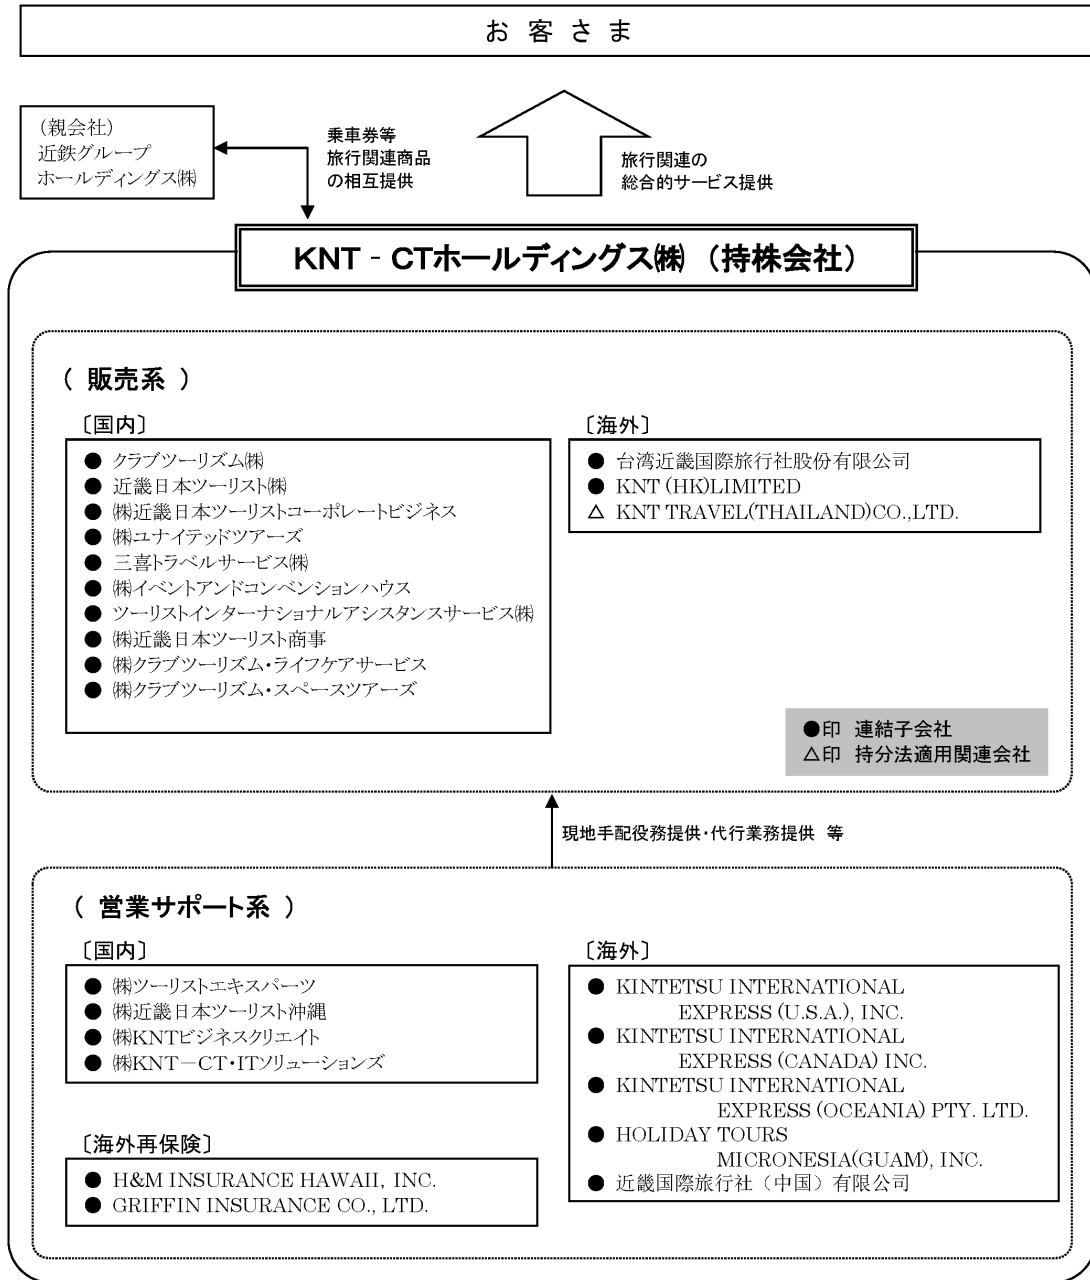 お客さま
(親会社)
近鉄グループ
ホールディングス㈱
乗車券等
旅行関連商品
の相互提供
旅行関連の
総合的サービス提供
KNT‐CTホールディングス㈱ (持株会社)
( 販売系 )
〔国内〕
● クラブツーリズム㈱
● 近畿日本ツーリスト㈱
● ㈱近畿日本ツーリストコーポレートビジネス
● ㈱ユナイテッドツアーズ
● 三喜トラベルサービス㈱
● ㈱イベントアンドコンベンションハウス
● ツーリストインターナショナルアシスタンスサービス㈱
● ㈱近畿日本ツーリスト商事
● ㈱クラブツーリズム・ライフケアサービス
● ㈱クラブツーリズム・スペースツアーズ
〔海外〕
● 台湾近畿国際旅行社股份有限公司
● KNT (HK)LIMITED
△ KNT TRAVEL(THAILAND)CO.,LTD.
●印 連結子会社
△印 持分法適用関連会社
現地手配役務提供・代行業務提供 等
( 営業サポート系 )
〔国内〕
● ㈱ツーリストエキスパーツ
● ㈱近畿日本ツーリスト沖縄
● ㈱KNTビジネスクリエイト
● ㈱KNT－CT・ITソリューションズ
〔海外再保険〕
● H&M INSURANCE HAWAII, INC.
● GRIFFIN INSURANCE CO., LTD.
〔海外〕
● KINTETSU INTERNATIONAL
EXPRESS (U.S.A.), INC.
● KINTETSU INTERNATIONAL
EXPRESS (CANADA) INC.
● KINTETSU INTERNATIONAL
EXPRESS (OCEANIA) PTY. LTD.
● HOLIDAY TOURS
MICRONESIA(GUAM), INC.
● 近畿国際旅行社（中国）有限公司